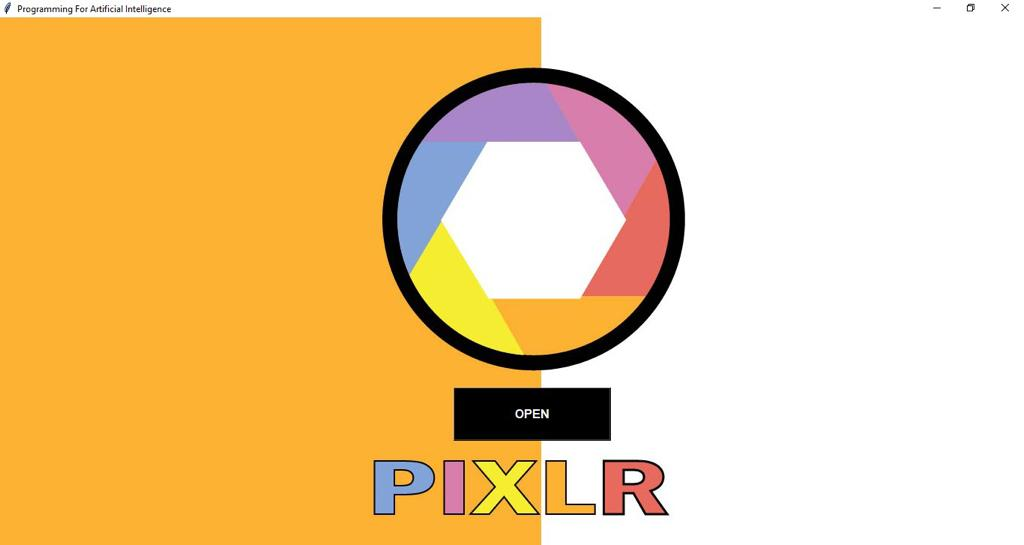 Programming For Artificial Intelligence
OPEN
PIXLR